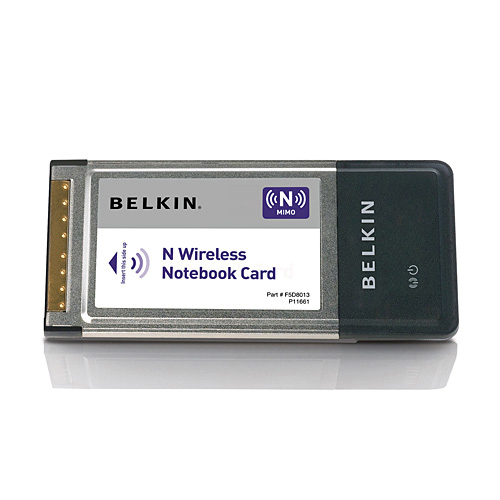 BELKIN®
((N))
MIMO
Insert this side up
N Wireless
Notebook Card
Part # F5D8013
P11661
BELKIN